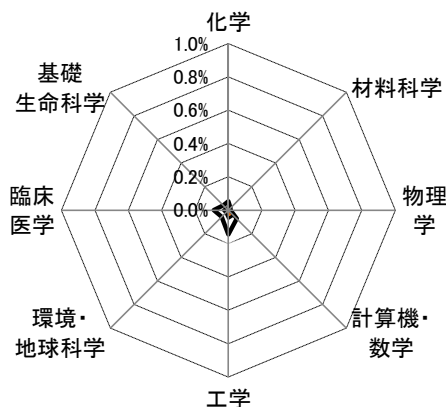 化学
1.0%
0.8%
0.6%
0.4%
0.2%
0.0%
材料科学
物理
学
計算機・
数学
工学
環境・
地球科学
臨床
医学
基礎
生命科学